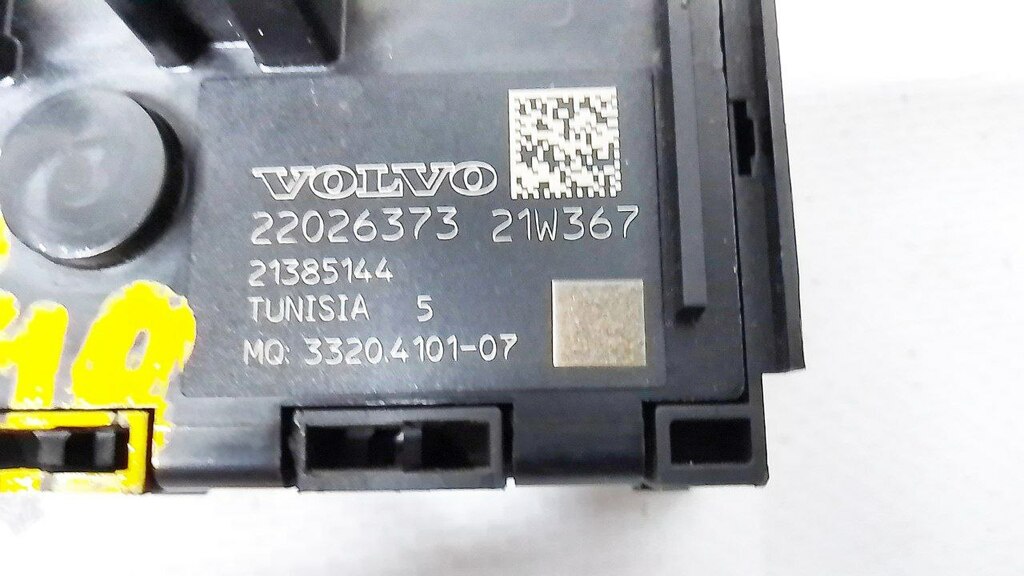 VOLVO
22026373 21W367
21385144
TUNISIA 5
MQ: 3320.4101-07